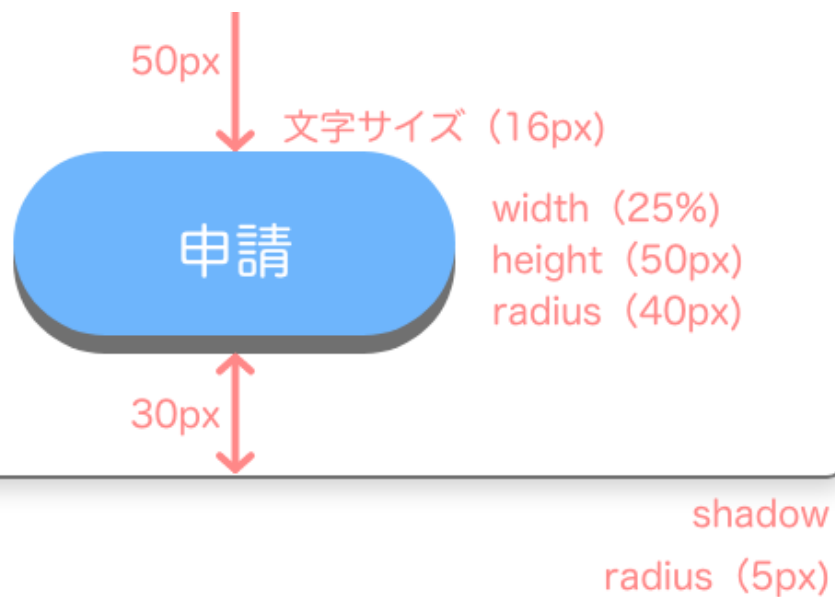 50px
文字サイズ（16px)
申請
width（25%)
height（50px)
radius（40px)
30px
shadow
radius（5px)